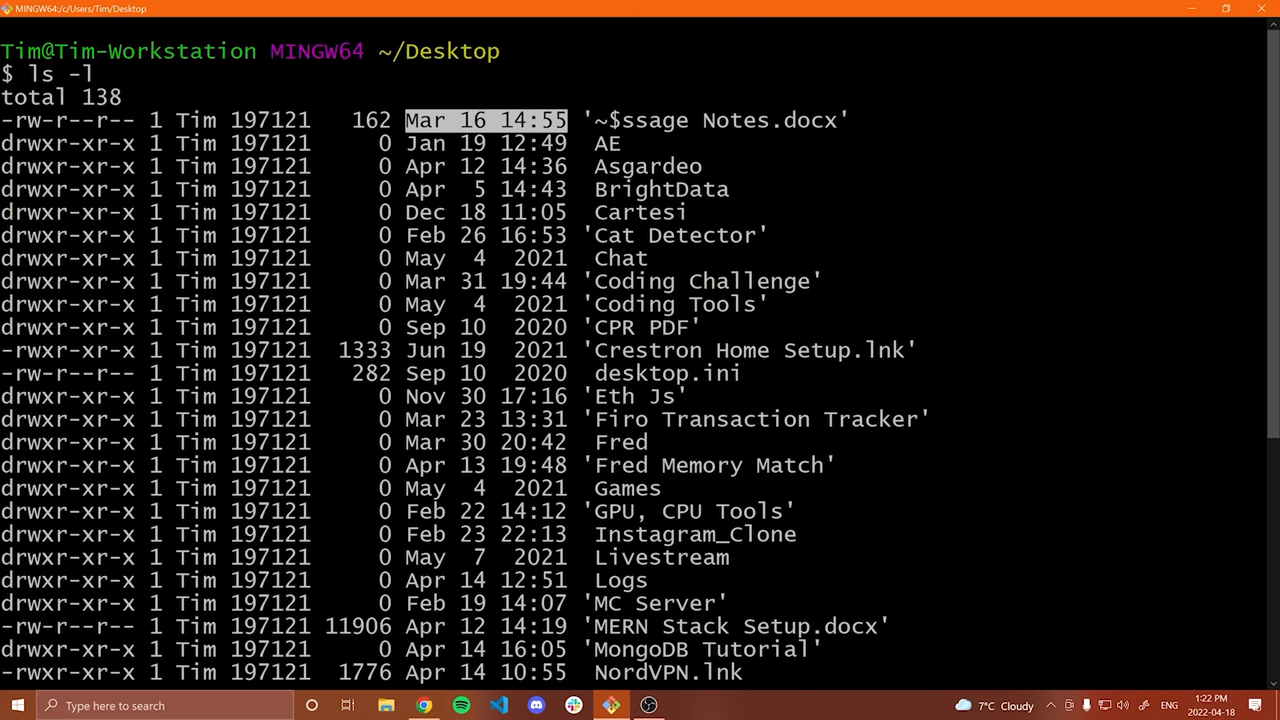 MINGW64:/c/Users/Tim/Desktop
Tim@Tim-Workstation MINGW64 ~/Desktop
$ ls -l
total 138
-rw-r--r-- 1 Tim 197121   162 Mar 16 14:55 '~$ssage Notes.docx'
drwxr-xr-x 1 Tim 197121     0 Jan 19 12:49  AE
drwxr-xr-x 1 Tim 197121     0 Apr 12 14:36  Asgardeo
drwxr-xr-x 1 Tim 197121     0 Apr  5 14:43  BrightData
drwxr-xr-x 1 Tim 197121     0 Dec 18 11:05  Cartesi
drwxr-xr-x 1 Tim 197121     0 Feb 26 16:53 'Cat Detector'
drwxr-xr-x 1 Tim 197121     0 May  4  2021  Chat
drwxr-xr-x 1 Tim 197121     0 Mar 31 19:44 'Coding Challenge'
drwxr-xr-x 1 Tim 197121     0 May  4  2021 'Coding Tools'
drwxr-xr-x 1 Tim 197121     0 Sep 10  2020 'CPR PDF'
-rwxr-xr-x 1 Tim 197121  1333 Jun 19  2021 'Crestron Home Setup.lnk'
-rw-r--r-- 1 Tim 197121   282 Sep 10  2020  desktop.ini
drwxr-xr-x 1 Tim 197121     0 Nov 30 17:16 'Eth Js'
drwxr-xr-x 1 Tim 197121     0 Mar 23 13:31 'Firo Transaction Tracker'
drwxr-xr-x 1 Tim 197121     0 Mar 30 20:42  Fred
drwxr-xr-x 1 Tim 197121     0 Apr 13 19:48 'Fred Memory Match'
drwxr-xr-x 1 Tim 197121     0 May  4  2021  Games
drwxr-xr-x 1 Tim 197121     0 Feb 22 14:12 'GPU, CPU Tools'
drwxr-xr-x 1 Tim 197121     0 Feb 23 22:13  Instagram_Clone
drwxr-xr-x 1 Tim 197121     0 May  7  2021  Livestream
drwxr-xr-x 1 Tim 197121     0 Apr 14 12:51  Logs
drwxr-xr-x 1 Tim 197121     0 Feb 19 14:07 'MC Server'
-rw-r--r-- 1 Tim 197121 11906 Apr 12 14:19 'MERN Stack Setup.docx'
drwxr-xr-x 1 Tim 197121     0 Apr 14 16:05 'MongoDB Tutorial'
-rwxr-xr-x 1 Tim 197121  1776 Apr 14 10:55  NordVPN.lnk
Type here to search
7°C Cloudy
ENG
1:22 PM
2022-04-18